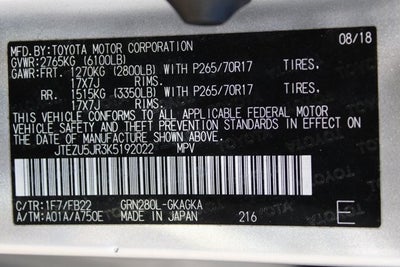 MFD.BY:TOYOTA MOTOR CORPORATION 08/18
GVWR:2765KG (6100LB)
GAWR:FRT. 1270KG (2800LB) WITH P265/70R17 TIRES.
17X7J RIMS.
RR. 1515KG (3350LB) WITH P265/70R17 TIRES.
17X7J RIMS.
THIS VEHICLE CONFORMS TO ALL APPLICABLE FEDERAL MOTOR
VEHICLE SAFETY, BUMPER, AND THEFT PREVENTION
STANDARDS IN EFFECT ON
THE DATE OF MANUFACTURE SHOWN ABOVE.
JTEZU5JR3K5192022 MPV
C/TR:1F7/FB22 GRN280L-GKAGKA
A/TM:A01A/A750E MADE IN JAPAN 216 E